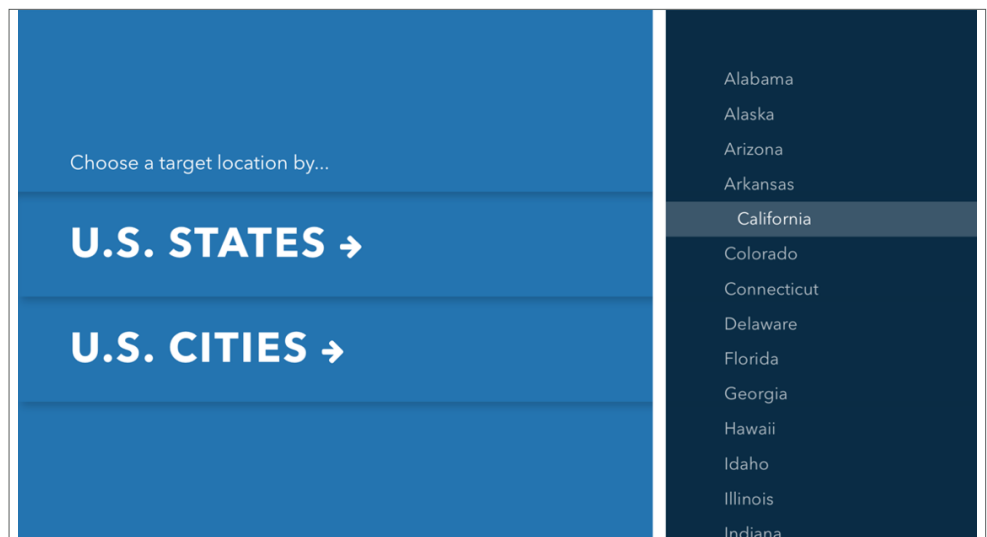 Choose a target location by...
U.S. STATES →
U.S. CITIES →
Alabama
Alaska
Arizona
Arkansas
California
Colorado
Connecticut
Delaware
Florida
Georgia
Hawaii
Idaho
Illinois
Indiana